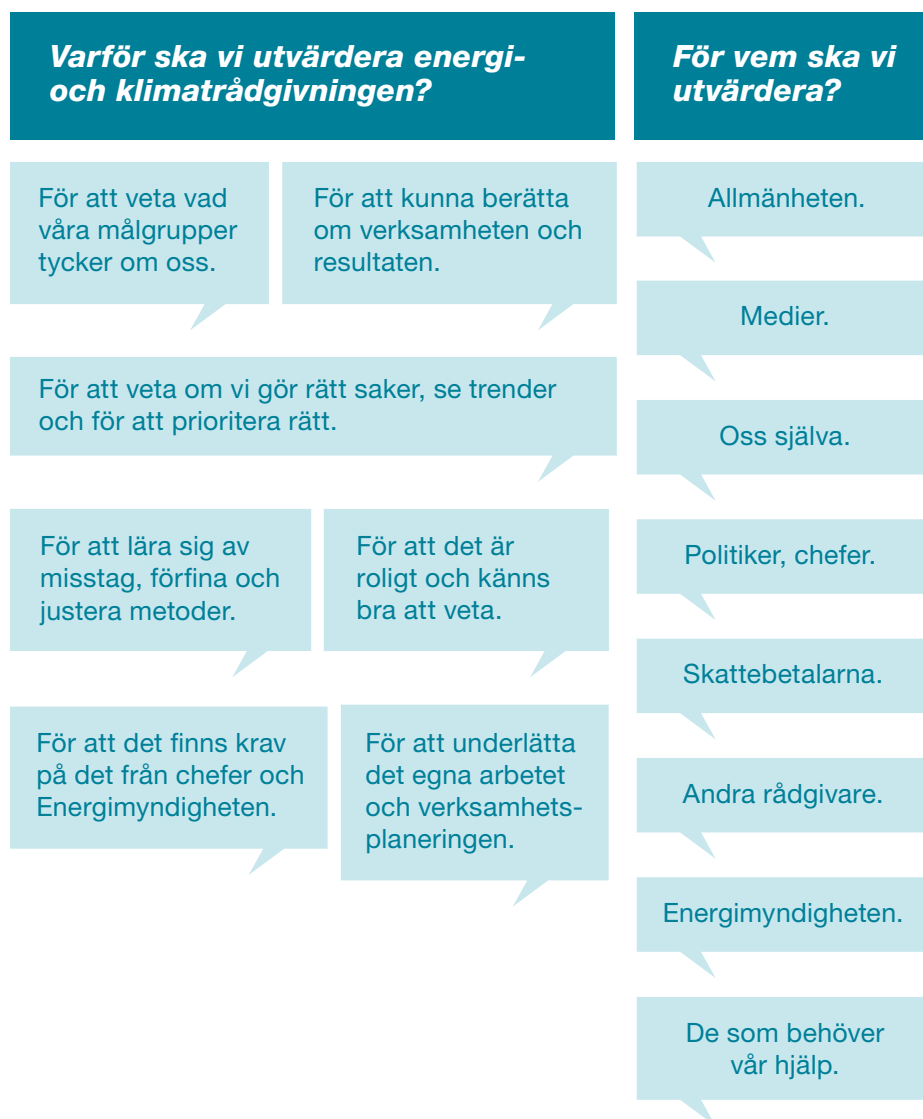 Varför ska vi utvärdera energi-
och klimatrådgivningen?
För att veta vad
våra målgrupper
tycker om oss.
För att kunna berätta
om verksamheten och
resultaten.
För att veta om vi gör rätt saker, se trender
och för att prioritera rätt.
För att lära sig av
misstag, förfina och
justera metoder.
För att det är
roligt och känns
bra att veta.
För att det finns krav
på det från chefer och
Energimyndigheten.
För att underlätta
det egna arbetet
och verksamhets-
planeringen.
För vem ska vi
utvärdera?
Allmänheten.
Medier.
Oss själva.
Politiker, chefer.
Skattebetalarna.
Andra rådgivare.
Energimyndigheten.
De som behöver
vår hjälp.